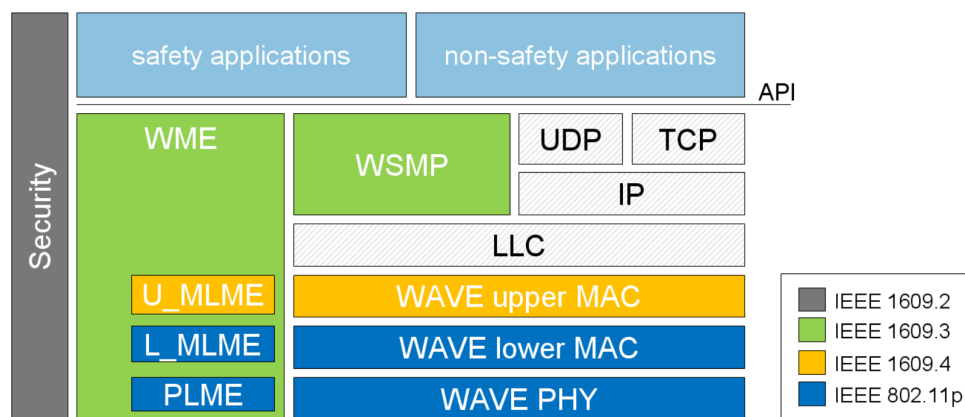 safety applications
non-safety applications
API
Security
WME
WSMP
UDP
TCP
IP
LLC
U_MLME
WAVE upper MAC
L_MLME
WAVE lower MAC
PLME
WAVE PHY
IEEE 1609.2
IEEE 1609.3
IEEE 1609.4
IEEE 802.11p